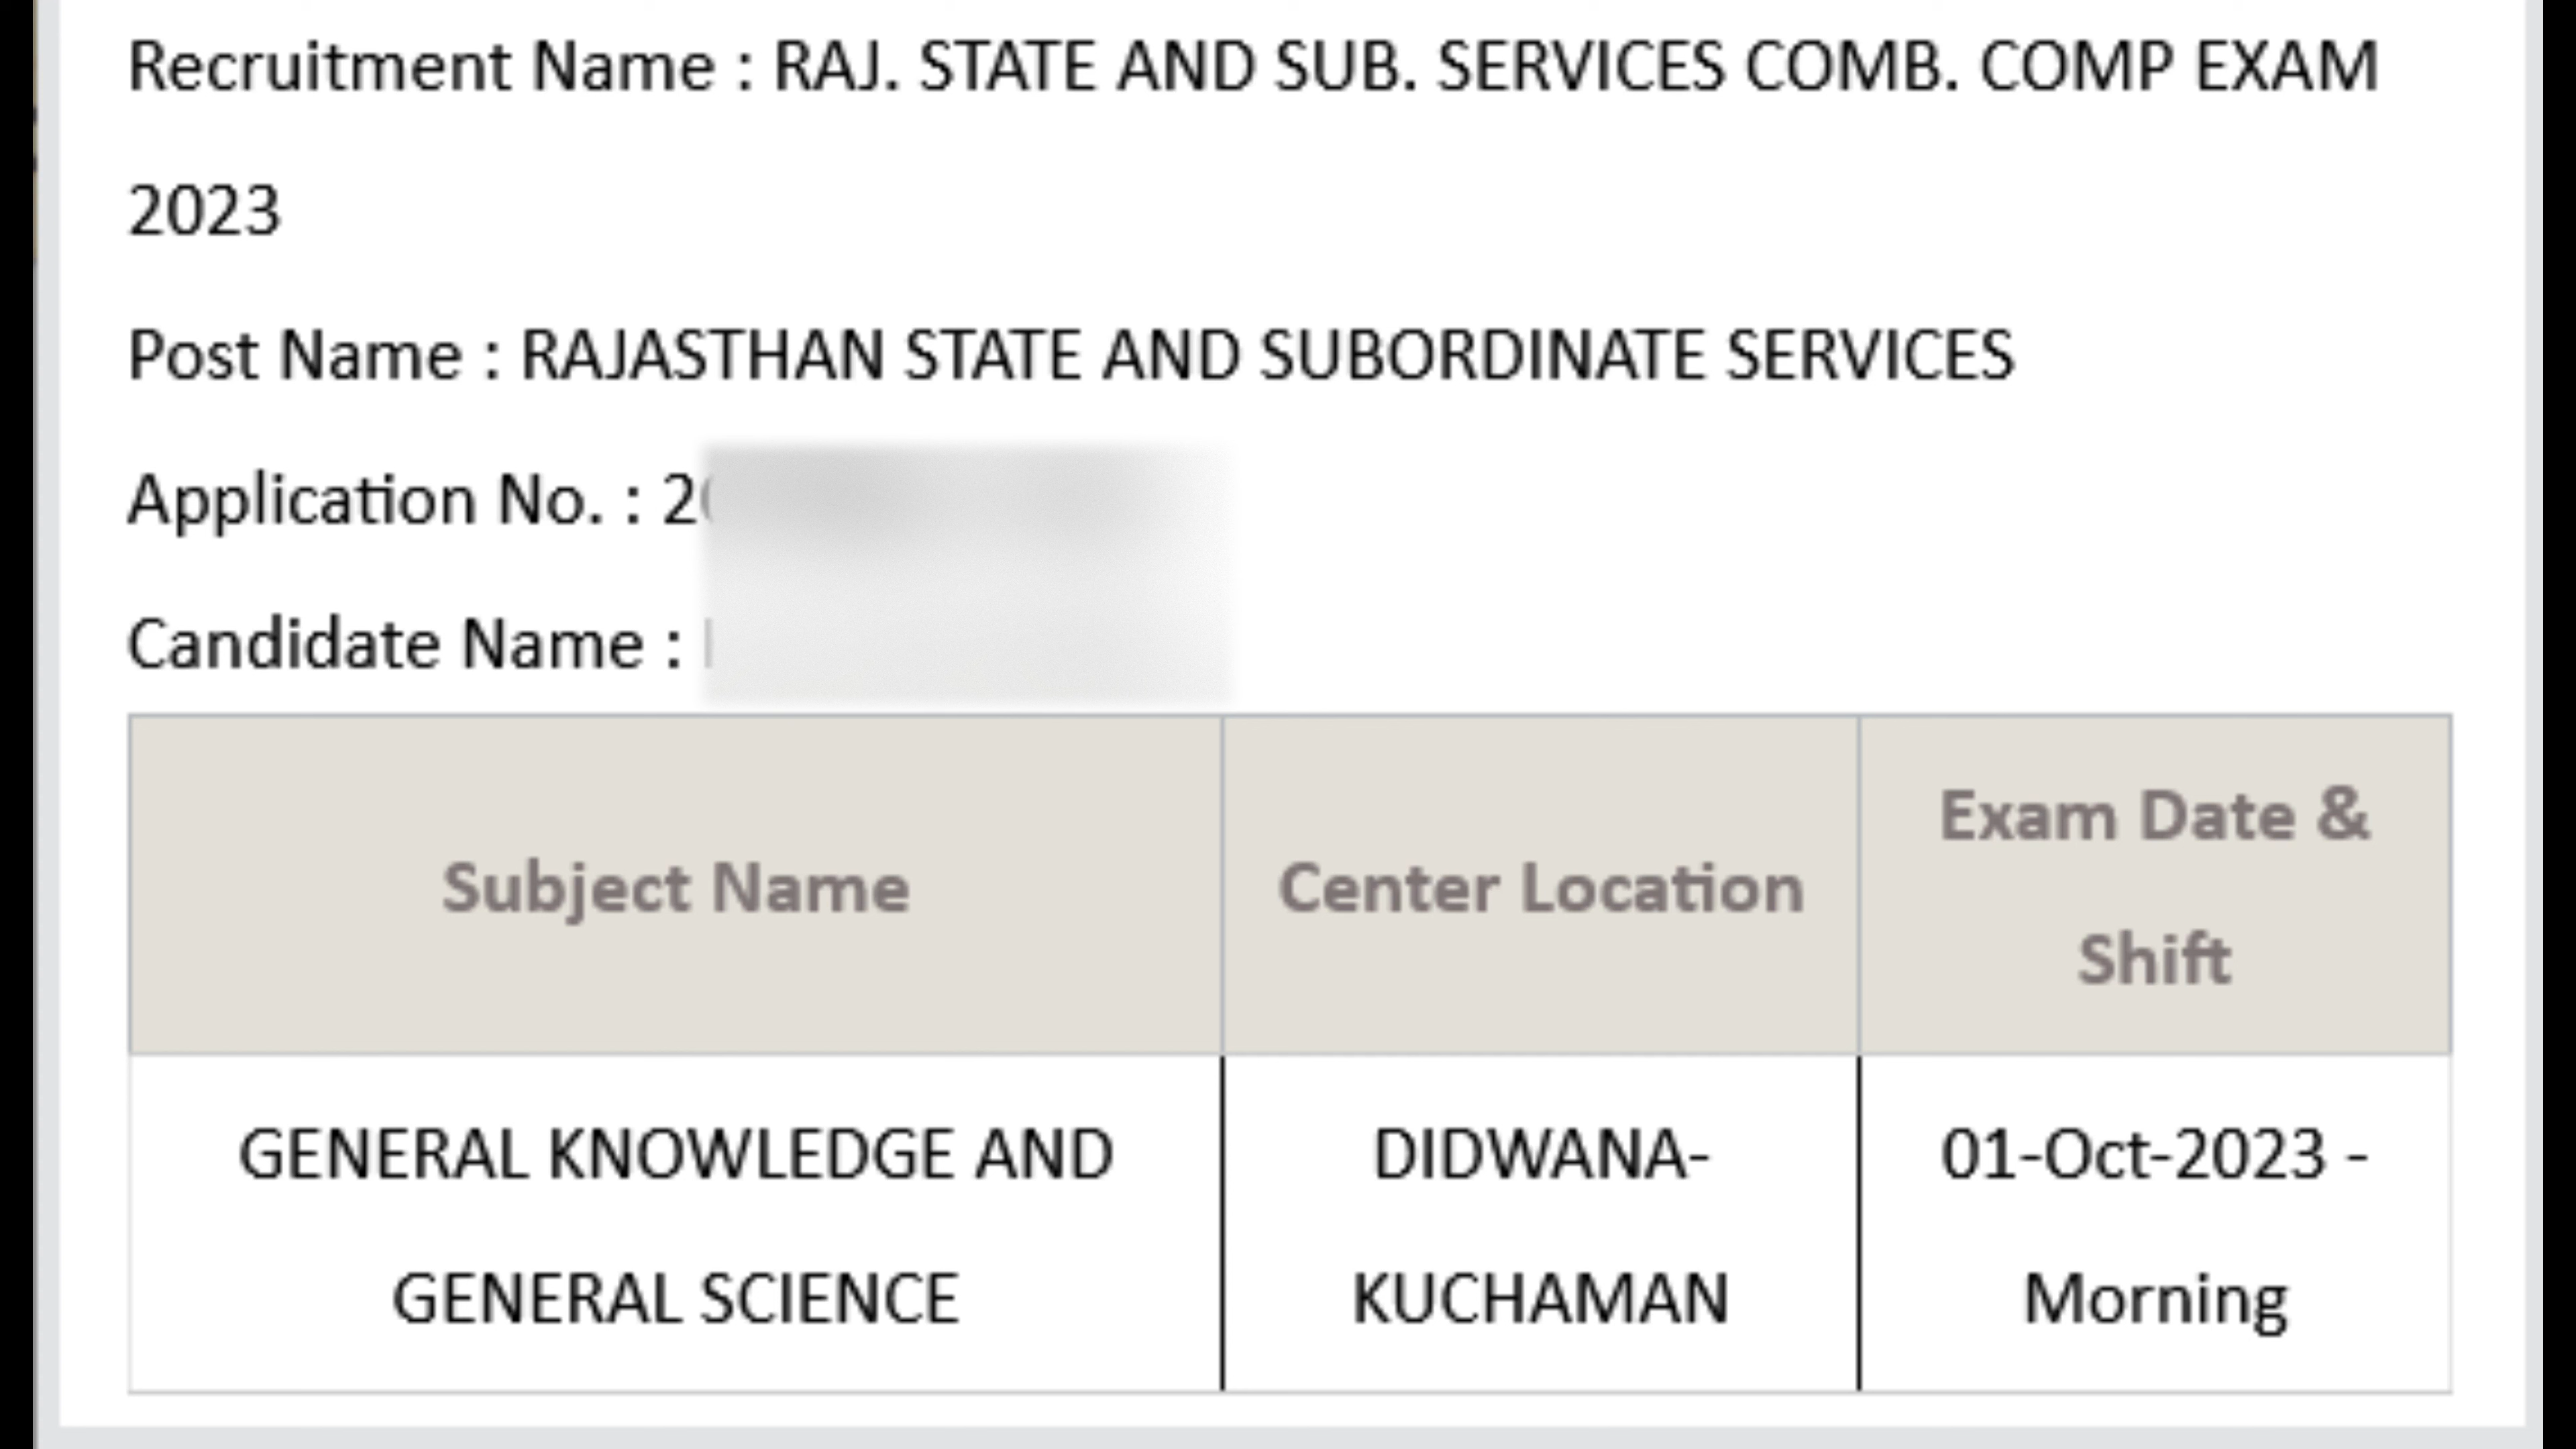 Recruitment Name : RAJ. STATE AND SUB. SERVICES COMB. COMP EXAM
2023
Post Name : RAJASTHAN STATE AND SUBORDINATE SERVICES
Application No. :
Candidate Name :
Subject Name
Center Location
Exam Date &
Shift
GENERAL KNOWLEDGE AND
GENERAL SCIENCE
DIDWANA-
KUCHAMAN
01-Oct-2023 -
Morning